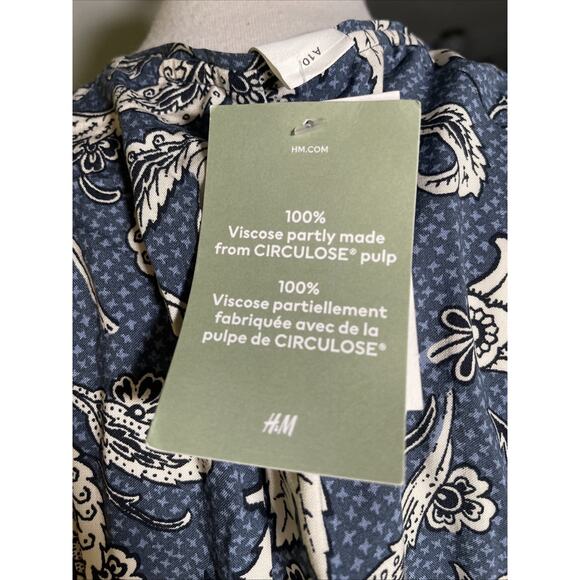 A10
HM.COM
100%
Viscose partly made
from CIRCULOSE® pulp
100%
Viscose partiellement
fabriquée avec de la
pulpe de CIRCULOSE®
H&M